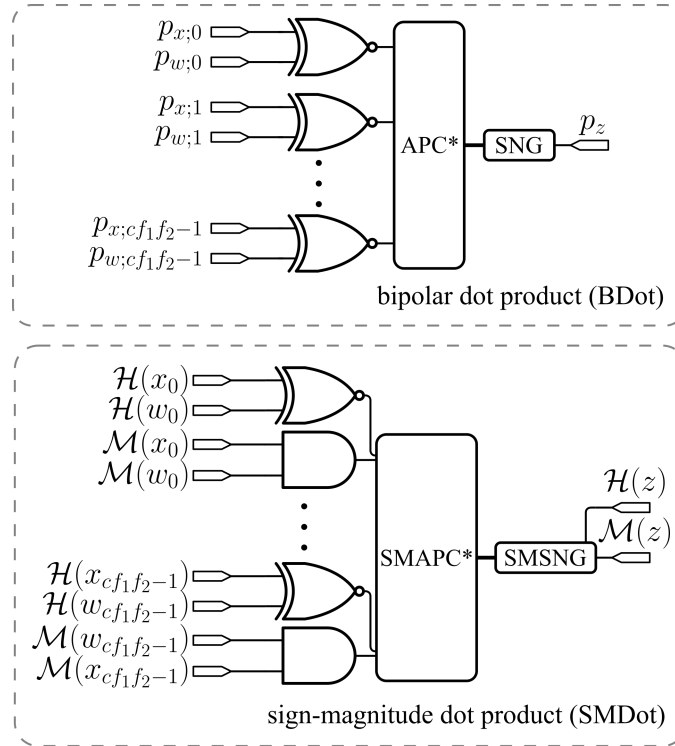 p_{x;0}
p_{w;0}
p_{x;1}
p_{w;1}
APC*
SNG
p_z
p_{x;cf_1f_2−1}
p_{w;cf_1f_2−1}
bipolar dot product (BDot)
ℋ(x_0)
ℋ(w_0)
ℳ(x_0)
ℳ(w_0)
ℋ(z)
ℳ(z)
SMAPC*
SMSNG
ℋ(x_{cf_1f_2−1})
ℋ(w_{cf_1f_2−1})
ℳ(w_{cf_1f_2−1})
ℳ(x_{cf_1f_2−1})
sign-magnitude dot product (SMDot)